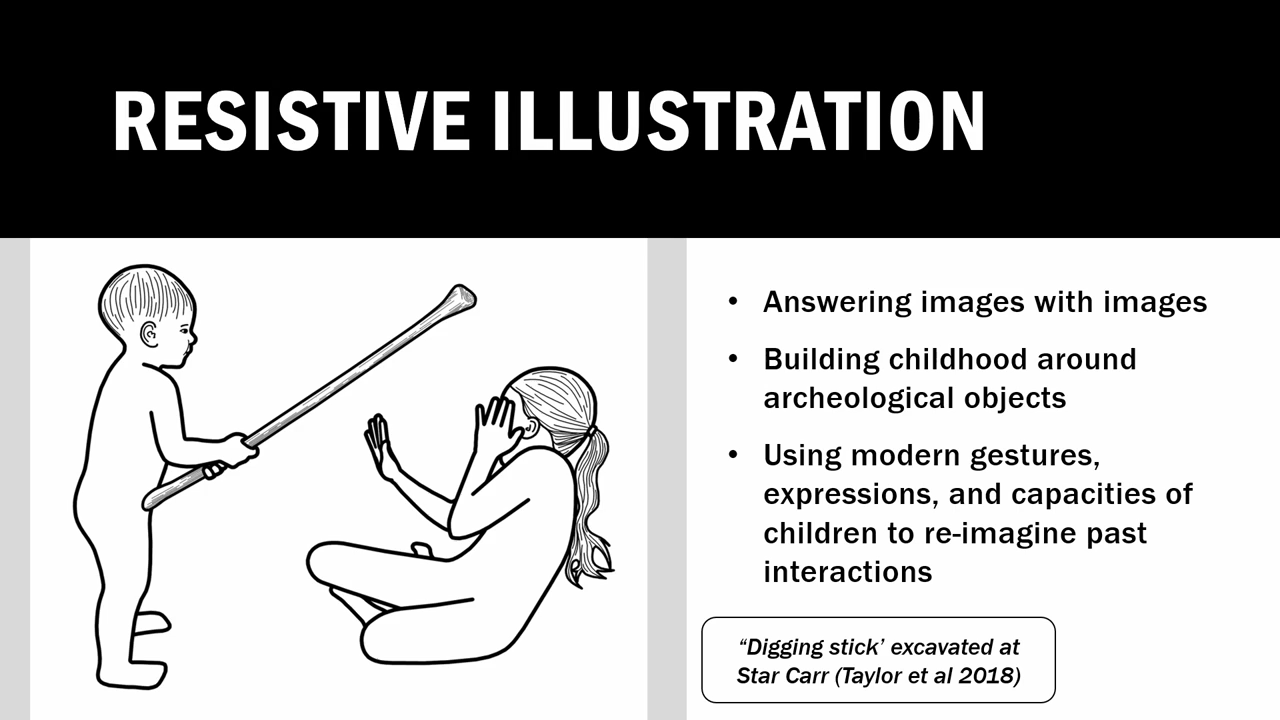 RESISTIVE ILLUSTRATION
• Answering images with images
• Building childhood around
archeological objects
• Using modern gestures,
expressions, and capacities of
children to re-imagine past
interactions
“Digging stick’ excavated at
Star Carr (Taylor et al 2018)